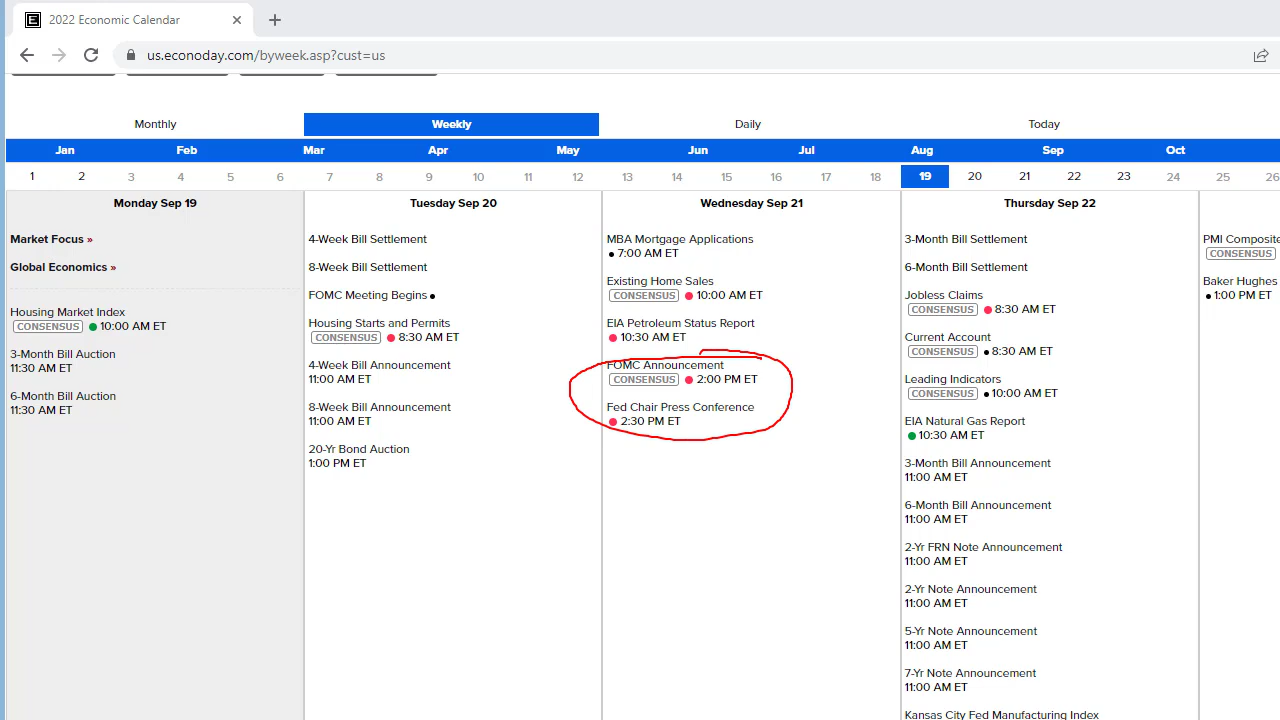 2022 Economic Calendar
us.econoday.com/byweek.asp?cust=us
Monthly Weekly Daily Today
Jan Feb Mar Apr May Jun Jul Aug Sep Oct
1 2 3 4 5 6 7 8 9 10 11 12 13 14 15 16 17 18 19 20 21 22 23 24 25 26
Monday Sep 19
Market Focus »
Global Economics »
Housing Market Index
CONSENSUS 10:00 AM ET
3-Month Bill Auction
11:30 AM ET
6-Month Bill Auction
11:30 AM ET
Tuesday Sep 20
4-Week Bill Settlement
8-Week Bill Settlement
FOMC Meeting Begins
Housing Starts and Permits
CONSENSUS 8:30 AM ET
4-Week Bill Announcement
11:00 AM ET
8-Week Bill Announcement
11:00 AM ET
20-Yr Bond Auction
1:00 PM ET
Wednesday Sep 21
MBA Mortgage Applications
7:00 AM ET
Existing Home Sales
CONSENSUS 10:00 AM ET
EIA Petroleum Status Report
10:30 AM ET
FOMC Announcement
CONSENSUS 2:00 PM ET
Fed Chair Press Conference
2:30 PM ET
Thursday Sep 22
3-Month Bill Settlement
6-Month Bill Settlement
Jobless Claims
CONSENSUS 8:30 AM ET
Current Account
CONSENSUS 8:30 AM ET
Leading Indicators
CONSENSUS 10:00 AM ET
EIA Natural Gas Report
10:30 AM ET
3-Month Bill Announcement
11:00 AM ET
6-Month Bill Announcement
11:00 AM ET
2-Yr FRN Note Announcement
11:00 AM ET
2-Yr Note Announcement
11:00 AM ET
5-Yr Note Announcement
11:00 AM ET
7-Yr Note Announcement
11:00 AM ET
Kansas City Fed Manufacturing Index
PMI Composite
CONSENSUS
Baker Hughes
1:00 PM ET